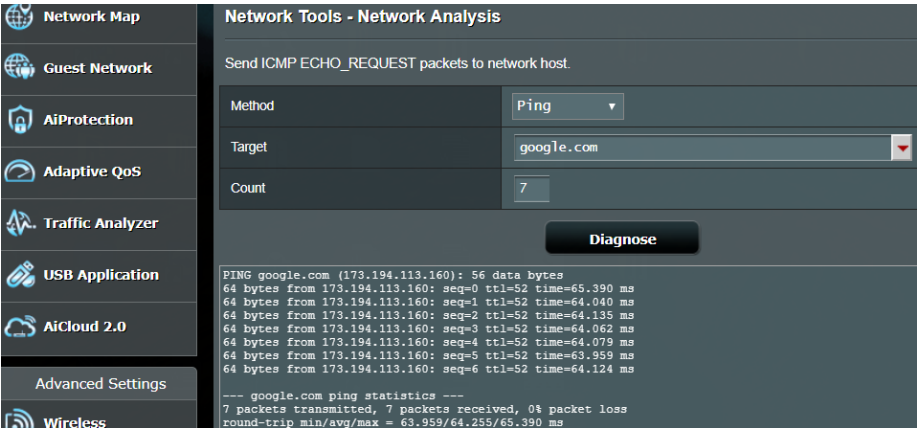 Network Map
Guest Network
AiProtection
Adaptive QoS
Traffic Analyzer
USB Application
AiCloud 2.0
Advanced Settings
Wireless
Network Tools - Network Analysis
Send ICMP ECHO_REQUEST packets to network host.
Method Ping
Target google.com
Count 7
Diagnose
PING google.com (173.194.113.160): 56 data bytes
64 bytes from 173.194.113.160: seq=0 ttl=52 time=65.390 ms
64 bytes from 173.194.113.160: seq=1 ttl=52 time=64.040 ms
64 bytes from 173.194.113.160: seq=2 ttl=52 time=64.135 ms
64 bytes from 173.194.113.160: seq=3 ttl=52 time=64.062 ms
64 bytes from 173.194.113.160: seq=4 ttl=52 time=64.079 ms
64 bytes from 173.194.113.160: seq=5 ttl=52 time=63.959 ms
64 bytes from 173.194.113.160: seq=6 ttl=52 time=64.124 ms
--- google.com ping statistics ---
7 packets transmitted, 7 packets received, 0% packet loss
round-trip min/avg/max = 63.959/64.255/65.390 ms